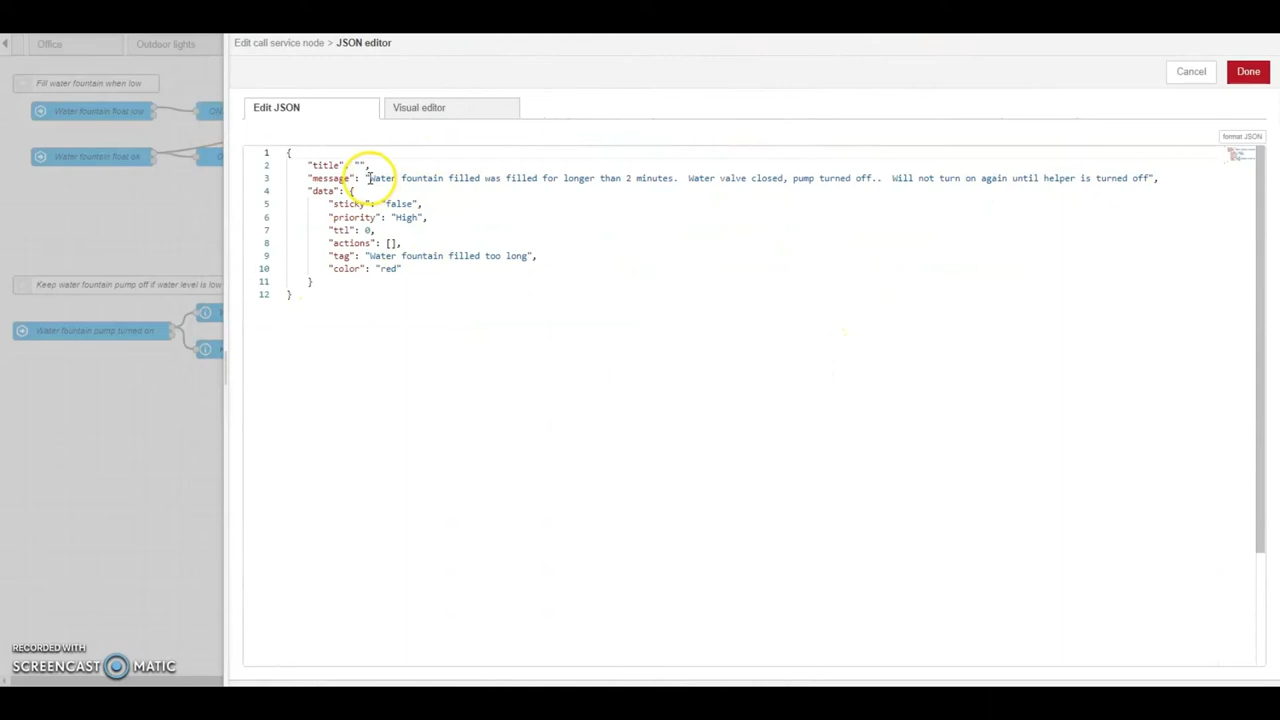 Office
Outdoor lights
Edit call service node > JSON editor
Cancel
Done
Fill water fountain when low
Water fountain float low
ON
Water fountain float ok
Keep water fountain pump off if water level is low
Water fountain pump turned on
Edit JSON
Visual editor
format JSON
1 {
2 "title": "",
3 "message": "Water fountain filled was filled for longer than 2 minutes.  Water valve closed, pump turned off..  Will not turn on again until helper is turned off",
4 "data": {
5 "sticky": "false",
6 "priority": "High",
7 "ttl": 0,
8 "actions": [],
9 "tag": "Water fountain filled too long",
10 "color": "red"
11 }
12 }
RECORDED WITH
SCREENCAST MATIC